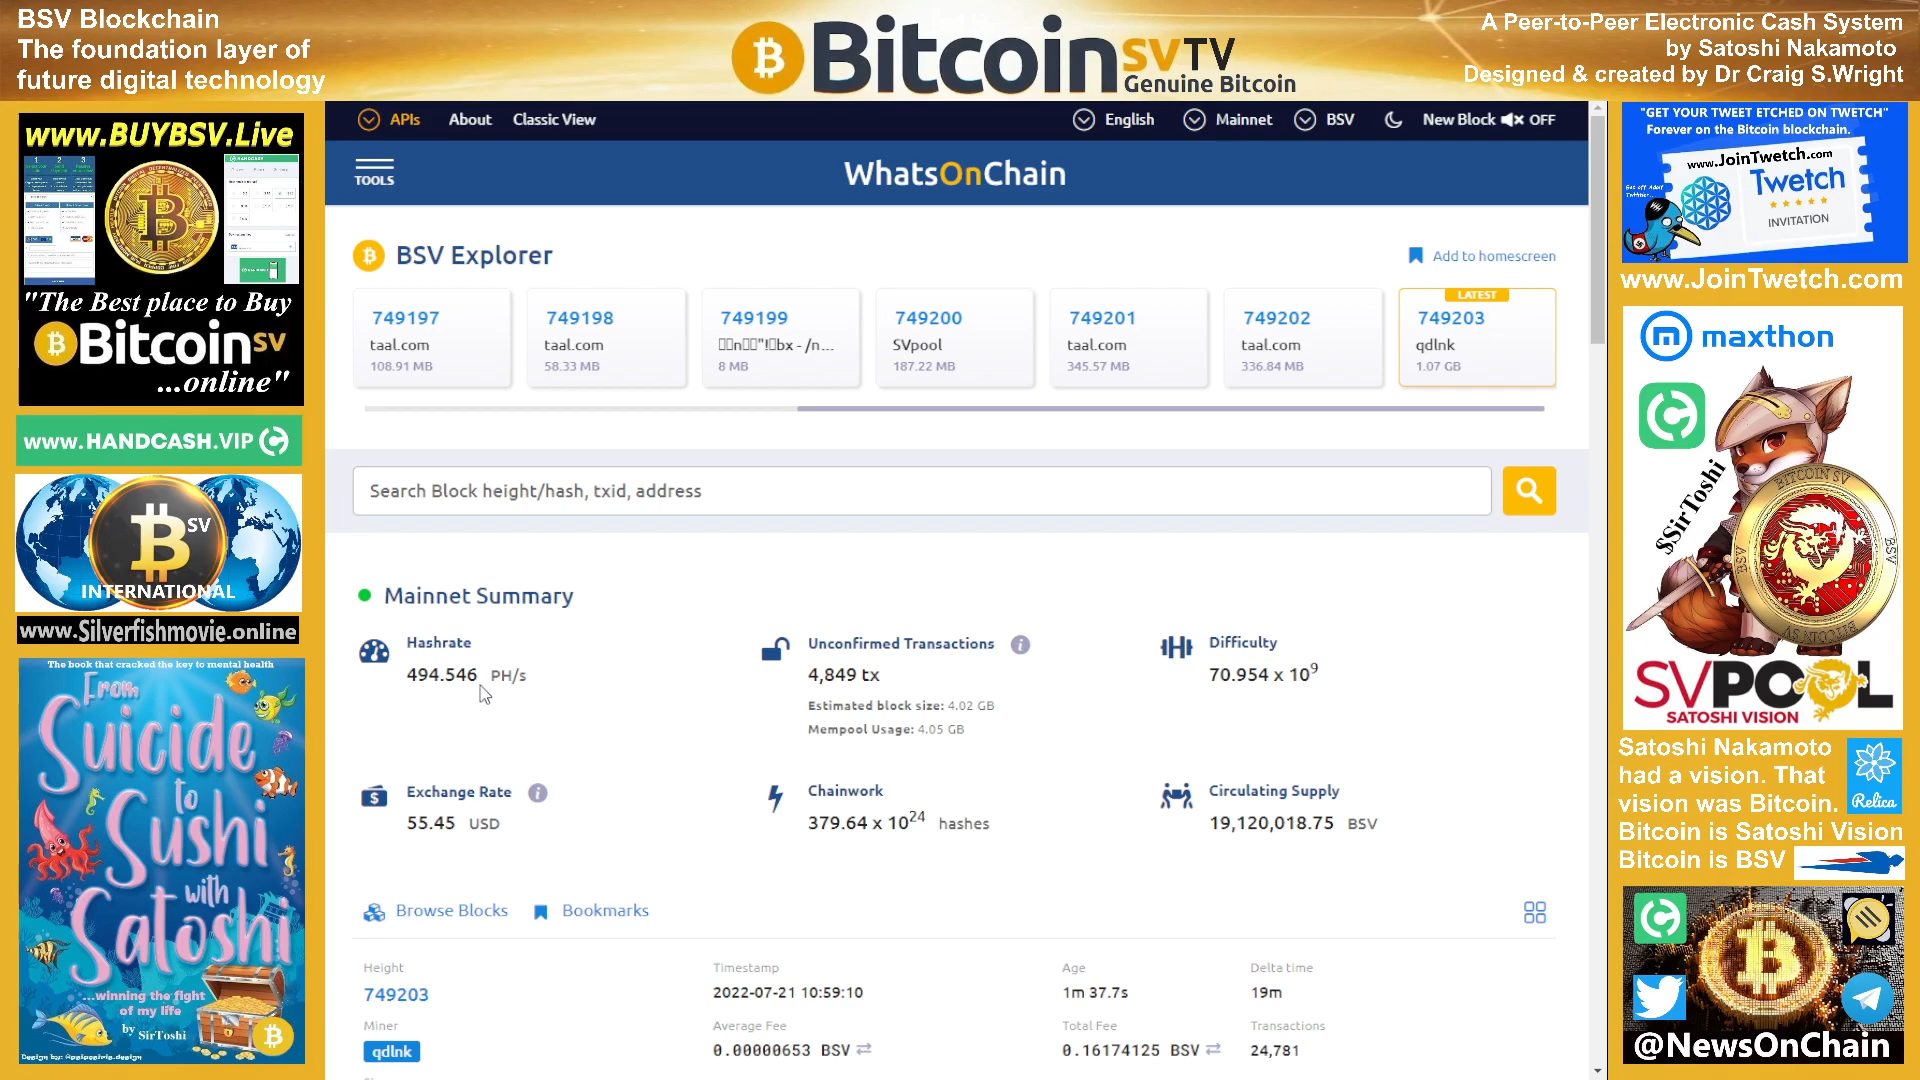 BSV Blockchain
The foundation layer of
future digital technology
BitcoinSVTV
Genuine Bitcoin
A Peer-to-Peer Electronic Cash System
by Satoshi Nakamoto
Designed & created by Dr Craig S.Wright
www.BUYBSV.Live
"The Best place to Buy
BitcoinSV
...online"
www.HANDCASH.VIP
SV
INTERNATIONAL
www.Silverfishmovie.online
The book that cracked the key to mental health
From
Suicide
to
Sushi
with
Satoshi
...winning the fight
of my life
by SirToshi
APIs About Classic View
English Mainnet BSV New Block OFF
TOOLS
WhatsOnChain
BSV Explorer
Add to homescreen
749197
taal.com
108.91 MB
749198
taal.com
58.33 MB
749199
8 MB
749200
SVpool
187.22 MB
749201
taal.com
345.57 MB
749202
taal.com
336.84 MB
LATEST
749203
qdlnk
1.07 GB
Search Block height/hash, txid, address
Mainnet Summary
Hashrate
494.546 PH/s
Unconfirmed Transactions
4,849 tx
Estimated block size: 4.02 GB
Mempool Usage: 4.05 GB
Difficulty
70.954 x 10⁹
Exchange Rate
55.45 USD
Chainwork
379.64 x 10²⁴ hashes
Circulating Supply
19,120,018.75 BSV
Browse Blocks Bookmarks
Height
749203
Timestamp
2022-07-21 10:59:10
Age
1m 37.7s
Delta time
19m
Miner
qdlnk
Average Fee
0.00000653 BSV
Total Fee
0.16174125 BSV
Transactions
24,781
"GET YOUR TWEET ETCHED ON TWETCH"
Forever on the Bitcoin blockchain.
www.JoinTwetch.com
Twetch
INVITATION
www.JoinTwetch.com
maxthon
$SirToshi
BITCOIN SV
BSV
BSV
SVPOOL
SATOSHI VISION
Satoshi Nakamoto
had a vision. That
vision was Bitcoin.
Relica
Bitcoin is Satoshi Vision
Bitcoin is BSV
@NewsOnChain